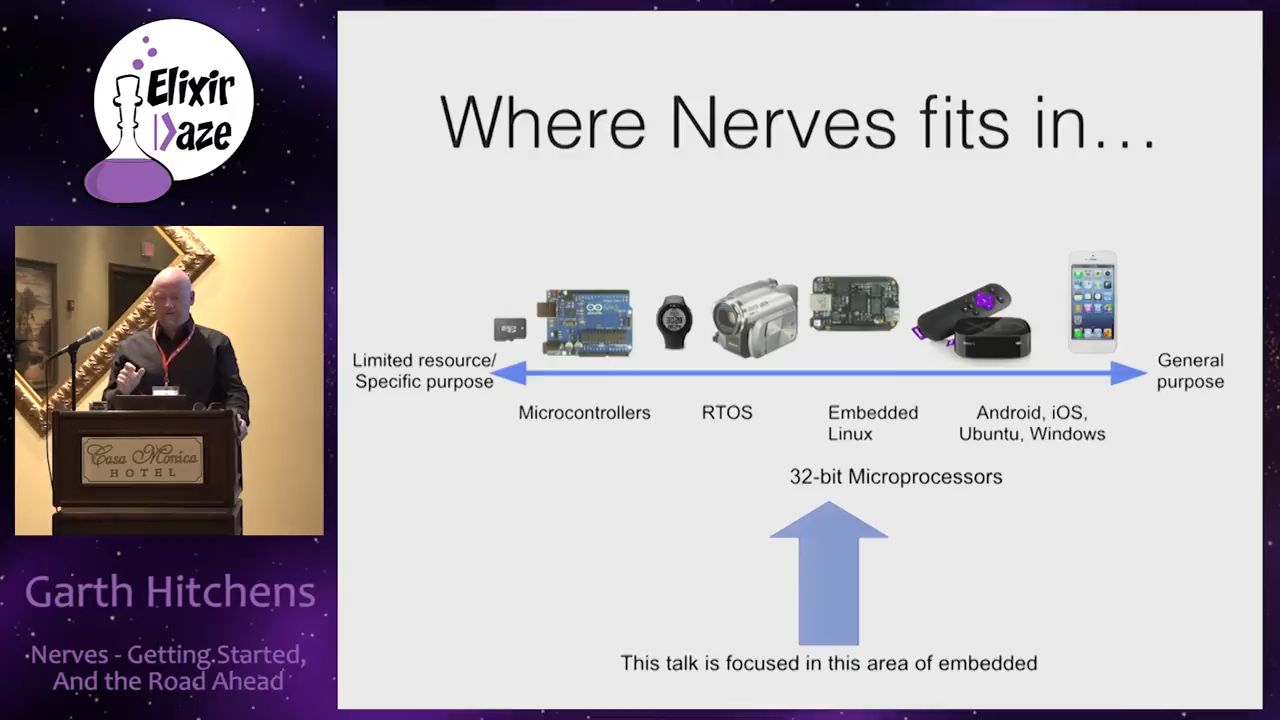 Elixir
Daze
Where Nerves fits in…
Limited resource/
Specific purpose
General
purpose
Microcontrollers
RTOS
Embedded
Linux
Android, iOS,
Ubuntu, Windows
32-bit Microprocessors
This talk is focused in this area of embedded
Casa Monica
HOTEL
Garth Hitchens
Nerves - Getting Started,
And the Road Ahead